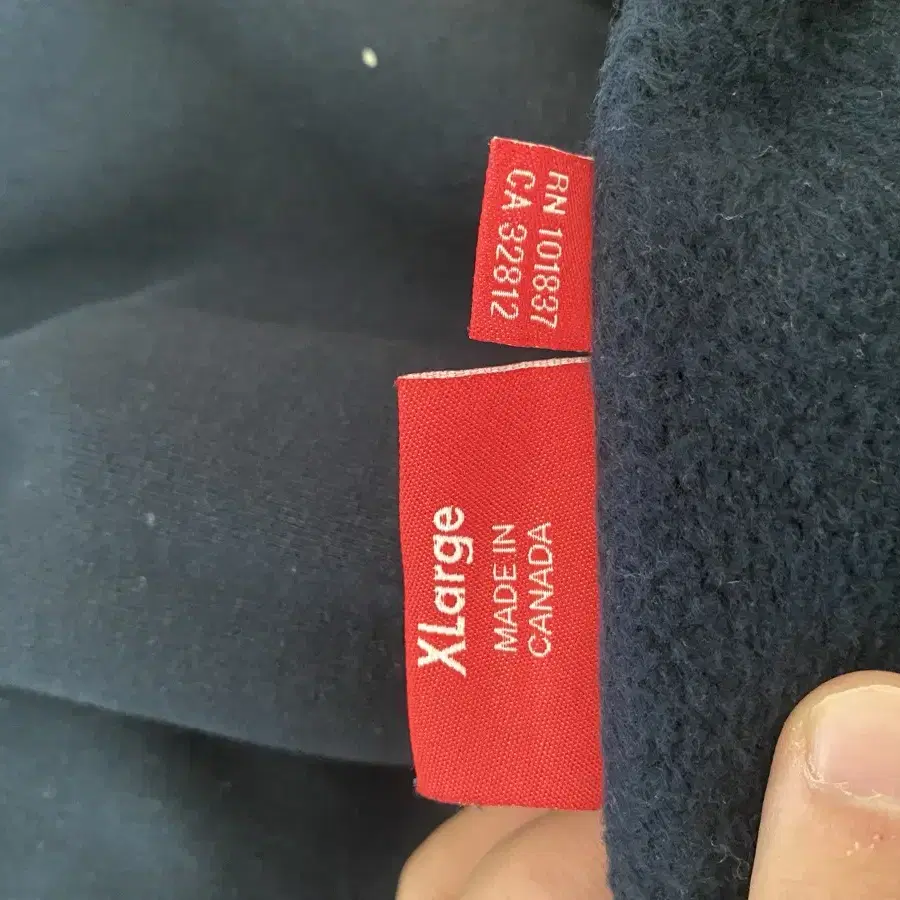 RN 101837
CA 32812
XLarge
MADE IN
CANADA